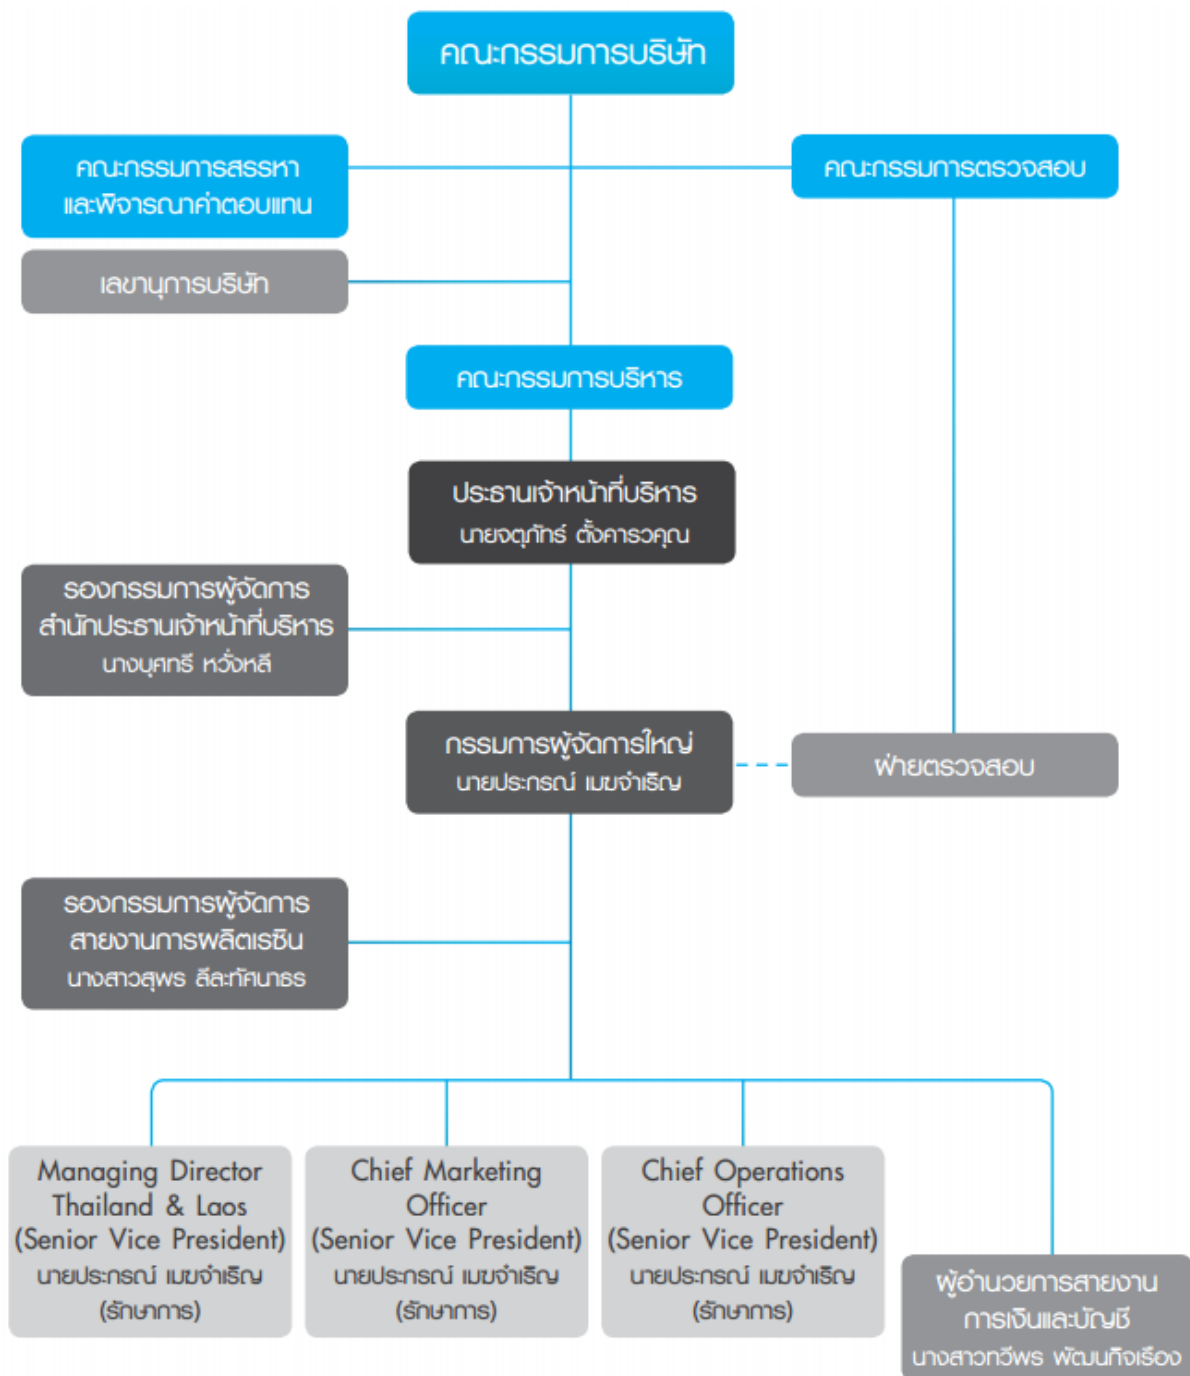 คณะกรรมการบริษัท
คณะกรรมการสรรหา
และพิจารณาค่าตอบแทน
คณะกรรมการตรวจสอบ
เลขานุการบริษัท
คณะกรรมการบริหาร
ประธานเจ้าหน้าที่บริหาร
นายจตุภัทร์ ตั้งคารวคุณ
รองกรรมการผู้จัดการ
สำนักประธานเจ้าหน้าที่บริหาร
นางบุศทรี หวั่งหลี
กรรมการผู้จัดการใหญ่
นายประกรณ์ เมฆจำเริญ
ฝ่ายตรวจสอบ
รองกรรมการผู้จัดการ
สายงานการผลิตเรซิน
นางสาวสุพร ลีละทัศนาธร
Managing Director
Thailand & Laos
(Senior Vice President)
นายประกรณ์ เมฆจำเริญ
(รักษาการ)
Chief Marketing
Officer
(Senior Vice President)
นายประกรณ์ เมฆจำเริญ
(รักษาการ)
Chief Operations
Officer
(Senior Vice President)
นายประกรณ์ เมฆจำเริญ
(รักษาการ)
ผู้อำนวยการสายงาน
การเงินและบัญชี
นางสาวทวีพร พัฒนกิจเรือง